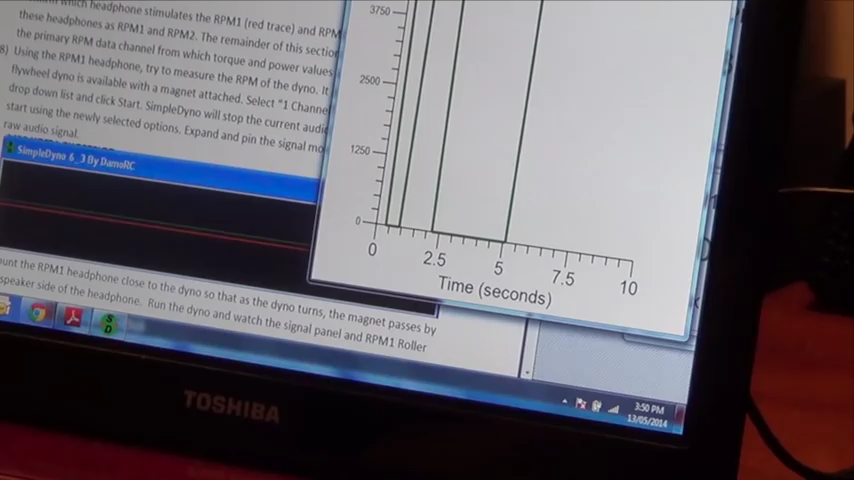 which headphone stimulates the RPM1 (red trace) and RPM
these headphones as RPM1 and RPM2. The remainder of this section
the primary RPM data channel from which torque and power values
8) Using the RPM1 headphone, try to measure the RPM of the dyno. It
flywheel dyno is available with a magnet attached. Select "1 Channe
drop down list and click Start. SimpleDyno will stop the current audi
start using the newly selected options. Expand and pin the signal mo
raw audio signal.
SimpleDyno 6_3 By DamoRC
ount the RPM1 headphone close to the dyno so that as the dyno turns, the magnet passes by
speaker side of the headphone. Run the dyno and watch the signal panel and RPM1 Roller
3750
2500
1250
0
0 2.5 5 7.5 10
Time (seconds)
S
D
3:50 PM
13/05/2014
TOSHIBA